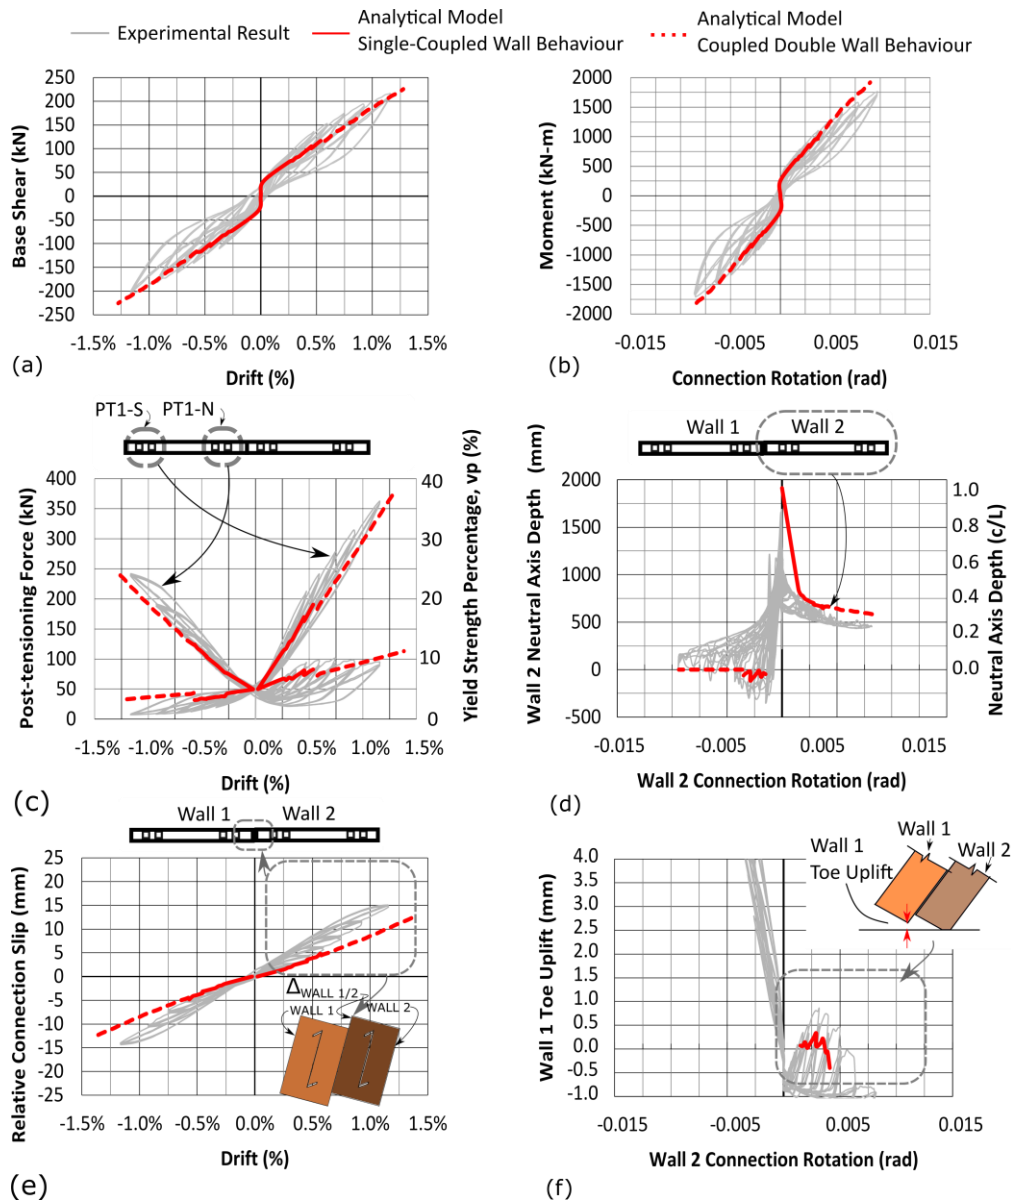 Experimental Result
Analytical Model
Single-Coupled Wall Behaviour
Analytical Model
Coupled Double Wall Behaviour
Base Shear (kN)
250
200
150
100
50
0
-50
-100
-150
-200
-250
-1.5% -1.0% -0.5% 0.0% 0.5% 1.0% 1.5%
Drift (%)
(a)
Moment (kN-m)
2000
1500
1000
500
0
-500
-1000
-1500
-2000
-0.015 -0.005 0.005 0.015
Connection Rotation (rad)
(b)
PT1-S PT1-N
Post-tensioning Force (kN)
400
350
300
250
200
150
100
50
0
Yield Strength Percentage, vp (%)
40
30
20
10
0
-1.5% -1.0% -0.5% 0.0% 0.5% 1.0% 1.5%
Drift (%)
(c)
Wall 1 Wall 2
Wall 2 Neutral Axis Depth (mm)
2000
1500
1000
500
0
-500
Neutral Axis Depth (c/L)
1.0
0.8
0.6
0.4
0.2
0.0
-0.015 -0.005 0.005 0.015
Wall 2 Connection Rotation (rad)
(d)
Wall 1 Wall 2
Relative Connection Slip (mm)
25
20
15
10
5
0
-5
-10
-15
-20
-25
Δ WALL 1/2
WALL 1 WALL 2
-1.5% -1.0% -0.5% 0.0% 0.5% 1.0% 1.5%
Drift (%)
(e)
Wall 1
Wall 2
Wall 1
Toe Uplift
Wall 1 Toe Uplift (mm)
4.0
3.5
3.0
2.5
2.0
1.5
1.0
0.5
0.0
-0.5
-1.0
-0.015 -0.005 0.005 0.015
Wall 2 Connection Rotation (rad)
(f)